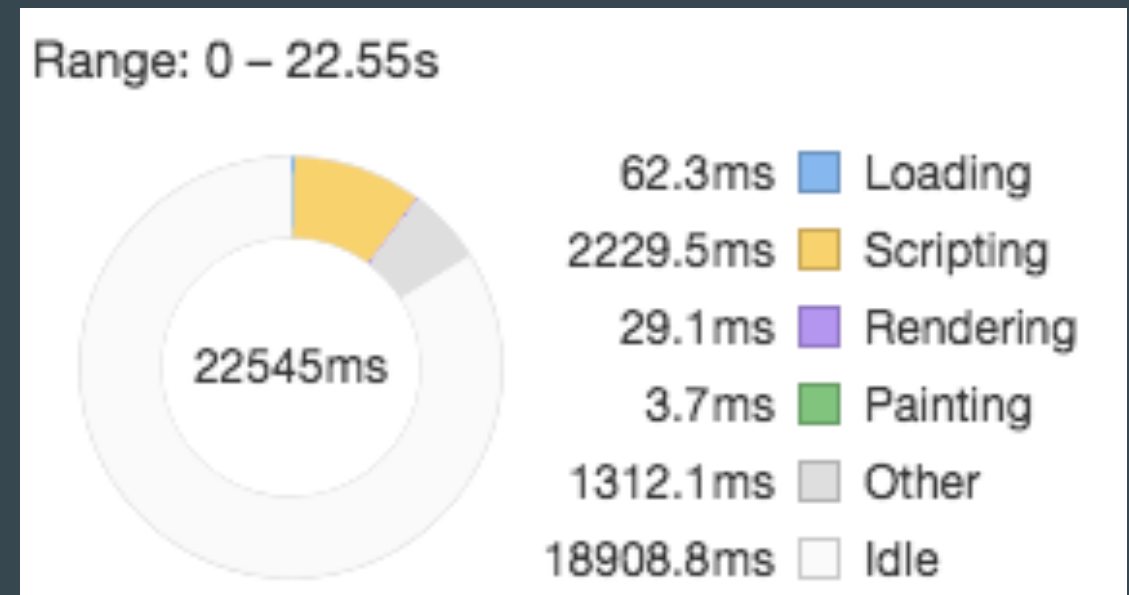 Range: 0 – 22.55s
22545ms
62.3ms Loading
2229.5ms Scripting
29.1ms Rendering
3.7ms Painting
1312.1ms Other
18908.8ms Idle